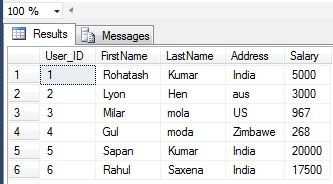 100 %
Results Messages
User_ID FirstName LastName Address Salary
1 1 Rohatash Kumar India 5000
2 2 Lyon Hen aus 3000
3 3 Milar mola US 967
4 4 Gul moda Zimbawe 268
5 5 Sapan Kumar India 20000
6 6 Rahul Saxena India 17500